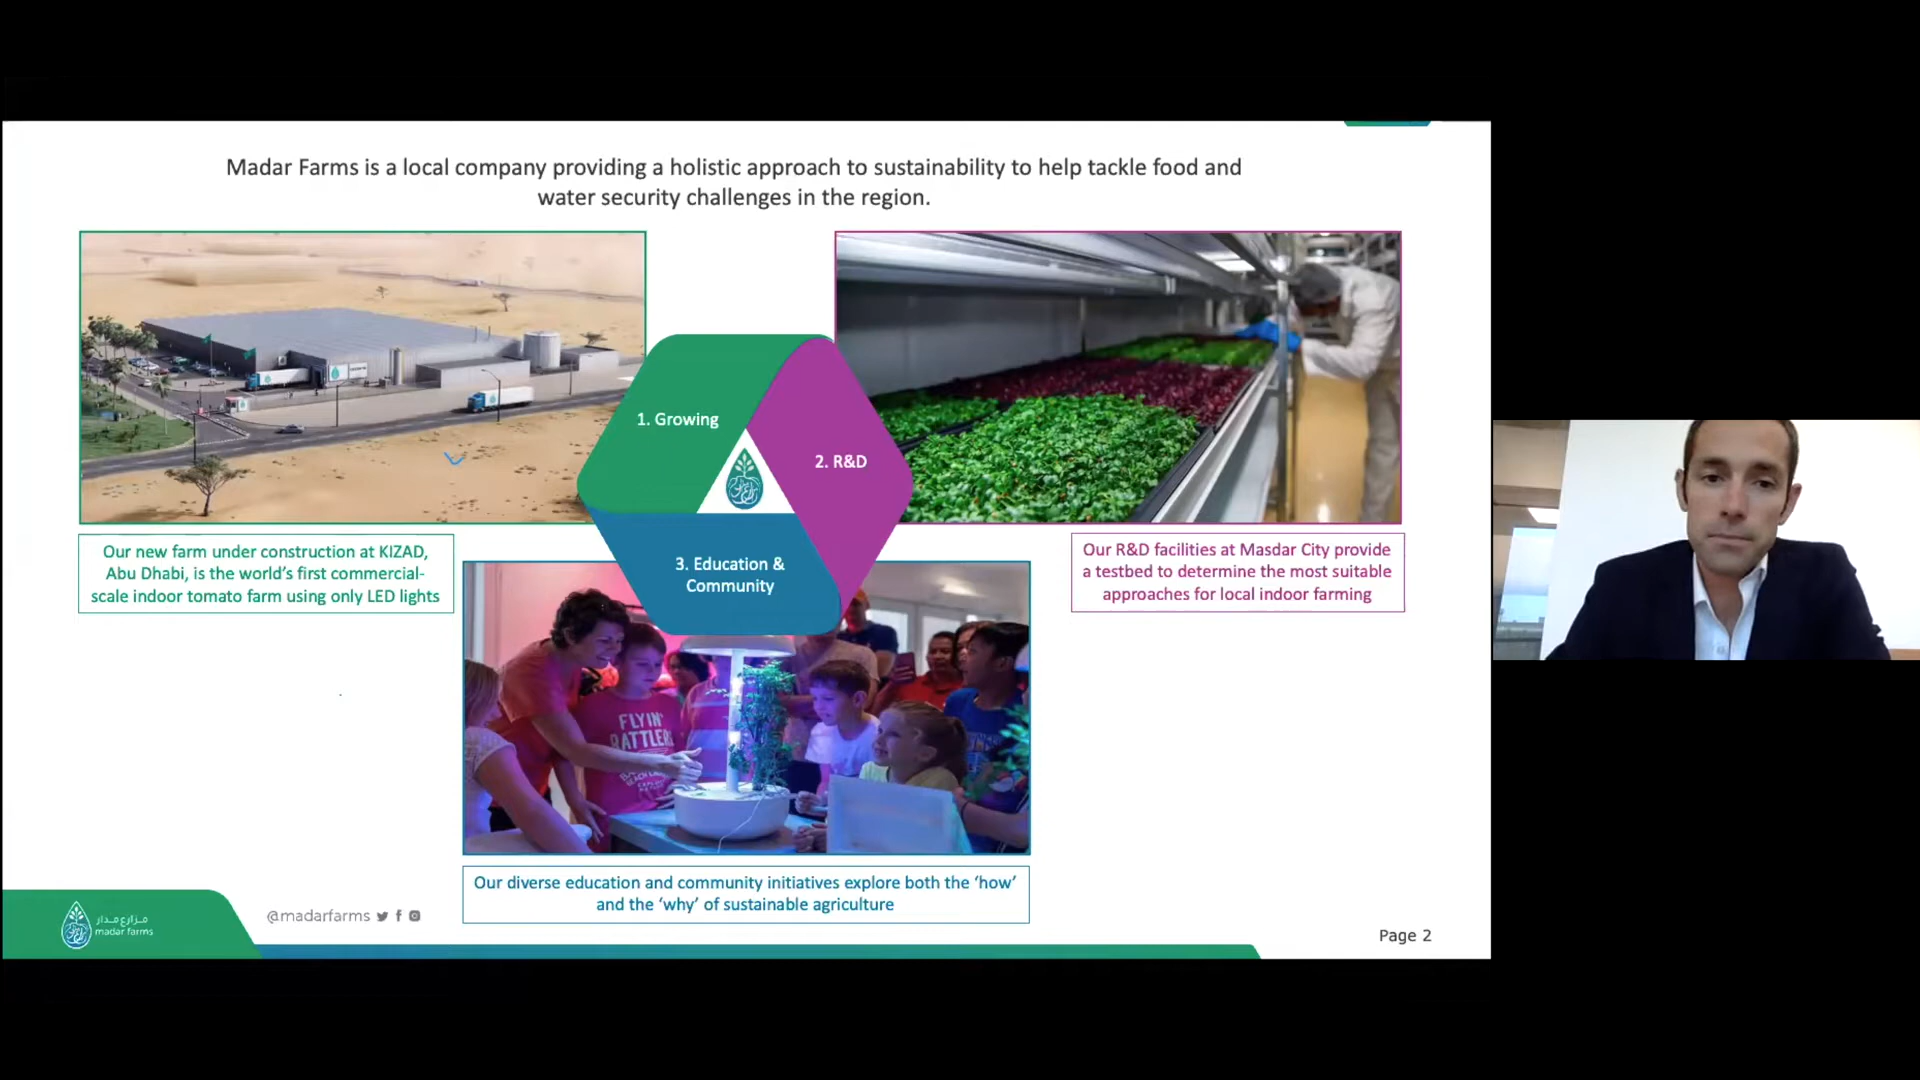 Madar Farms is a local company providing a holistic approach to sustainability to help tackle food and
water security challenges in the region.
1. Growing
2. R&D
3. Education &
Community
Our new farm under construction at KIZAD,
Abu Dhabi, is the world’s first commercial-
scale indoor tomato farm using only LED lights
Our R&D facilities at Masdar City provide
a testbed to determine the most suitable
approaches for local indoor farming
FLYIN'
RATTLERS
Our diverse education and community initiatives explore both the ‘how’
and the ‘why’ of sustainable agriculture
مزارع مدار
madar farms
@madarfarms
Page 2